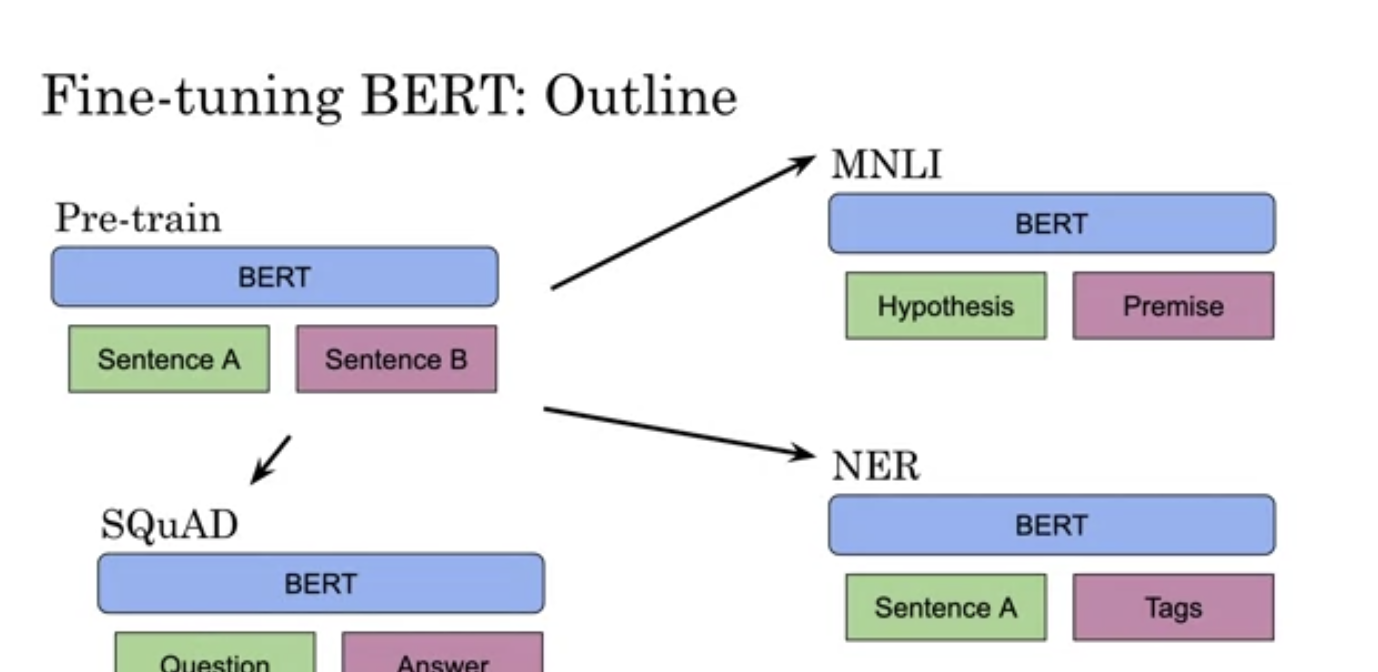 Fine-tuning BERT: Outline
Pre-train
BERT
Sentence A
Sentence B
MNLI
BERT
Hypothesis
Premise
SQuAD
BERT
Question
Answer
NER
BERT
Sentence A
Tags